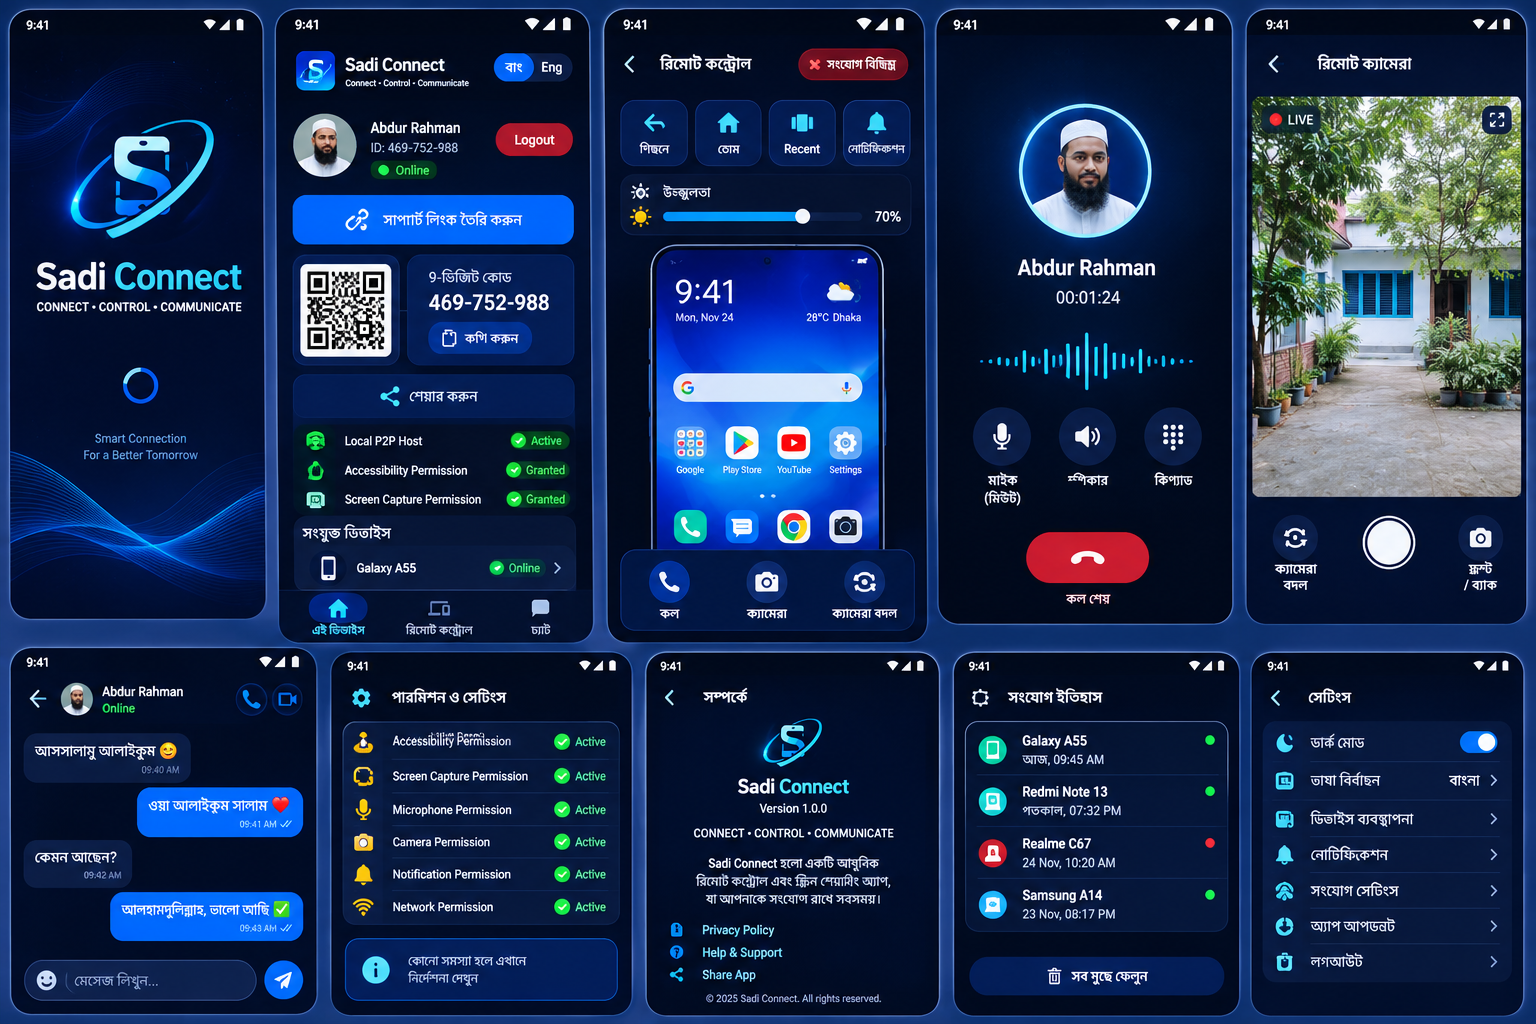 9:41
Sadi Connect
CONNECT • CONTROL • COMMUNICATE
Smart Connection
For a Better Tomorrow
9:41
Sadi Connect
Connect - Control - Communicate
বাং Eng
Abdur Rahman
ID: 469-752-988
Online
Logout
সাপার্ট লিংক তৈরি করুন
9-ডিজিট কোড
469-752-988
কপি করুন
শেয়ার করুন
Local P2P Host
Active
Accessibility Permission
Granted
Screen Capture Permission
Granted
সংযুক্ত ডিভাইস
Galaxy A55
Online
এই ডিভাইস
রিমোট কন্ট্রোল
চ্যাট
9:41
রিমোট কন্ট্রোল
সংযোগ বিচ্ছিন্ন
পিছনে
তোম
Recent
নোটিফিকেশন
উজ্জ্বলতা
70%
9:41
Mon, Nov 24
28°C Dhaka
Google
Play Store
YouTube
Settings
কল
ক্যামেরা
ক্যামেরা বদল
9:41
Abdur Rahman
00:01:24
মাইক
(মিউট)
স্পিকার
কিপ্যাড
কল শেষ
9:41
রিমোট ক্যামেরা
LIVE
ক্যামেরা
বদল
ফ্রন্ট
/ ব্যাক
9:41
Abdur Rahman
Online
আসসালামু আলাইকুম 😊
09:40 AM
ওয়া আলাইকুম সালাম ❤️
09:41 AM
কেমন আছেন?
09:42 AM
আলহামদুলিল্লাহ, ভালো আছি ✅
09:43 AM
মেসেজ লিখুন...
9:41
পারমিশন ও সেটিংস
Accessibility Permission
Active
Screen Capture Permission
Active
Microphone Permission
Active
Camera Permission
Active
Notification Permission
Active
Network Permission
Active
কোনো সমস্যা হলে এখানে
নির্দেশনা দেখুন
9:41
সম্পর্কে
Sadi Connect
Version 1.0.0
CONNECT • CONTROL • COMMUNICATE
Sadi Connect হলো একটি আধুনিক
রিমোট কন্ট্রোল এবং স্ক্রিন শেয়ারিং অ্যাপ,
যা আপনাকে সংযোগ রাখে সবসময়।
Privacy Policy
Help & Support
Share App
© 2025 Sadi Connect. All rights reserved.
9:41
সংযোগ ইতিহাস
Galaxy A55
আজ, 09:45 AM
Redmi Note 13
গতকাল, 07:32 PM
Realme C67
24 Nov, 10:20 AM
Samsung A14
23 Nov, 08:17 PM
সব মুছে ফেলুন
9:41
সেটিংস
ডার্ক মোড
ভাষা নির্বাচন
বাংলা
ডিভাইস ব্যবস্থাপনা
নোটিফিকেশন
সংযোগ সেটিংস
অ্যাপ আপডেট
লগআউট